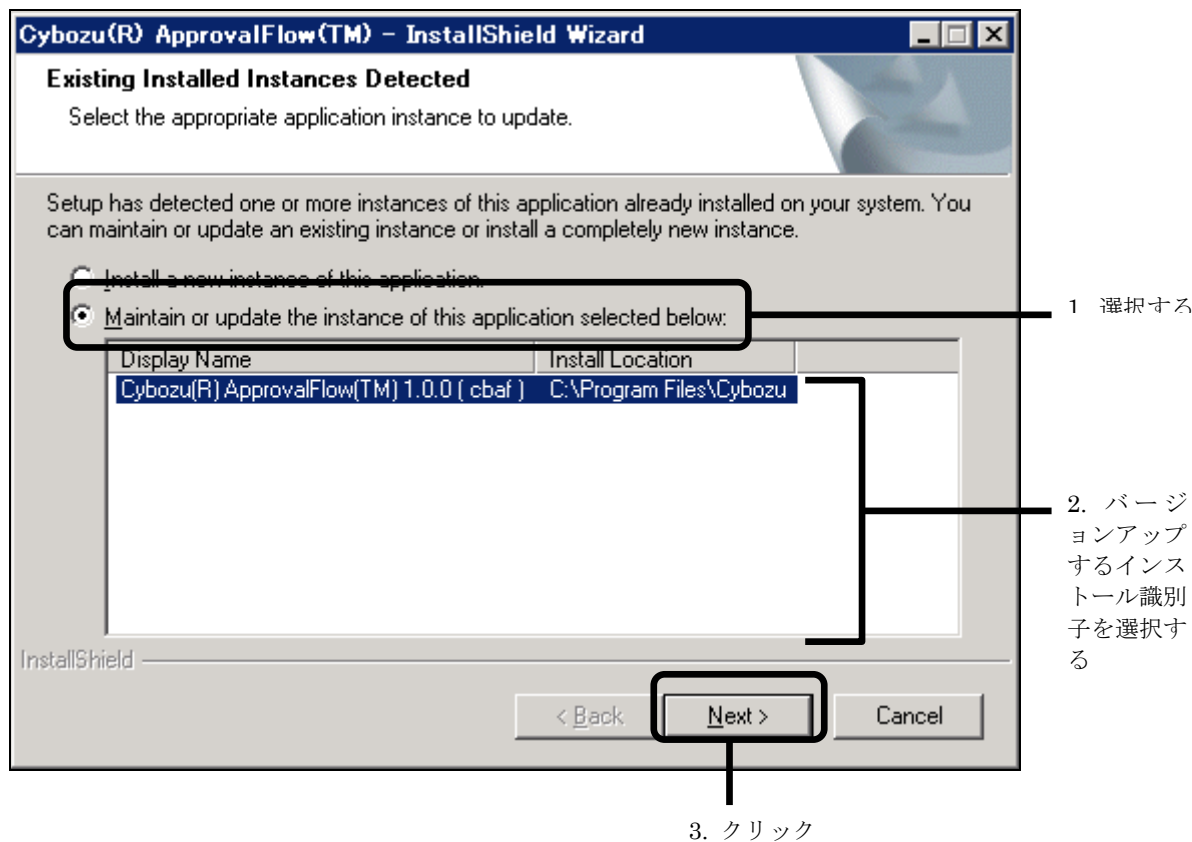 Cybozu(R) ApprovalFlow(TM) - InstallShield Wizard
Existing Installed Instances Detected
Select the appropriate application instance to update.
Setup has detected one or more instances of this application already installed on your system. You
can maintain or update an existing instance or install a completely new instance.
Install a new instance of this application.
Maintain or update the instance of this application selected below:
1 選択する
Display Name Install Location
Cybozu(R) ApprovalFlow(TM) 1.0.0 ( cbaf ) C:\Program Files\Cybozu
2. バージ
ョンアップ
するインス
トール識別
子を選択す
る
InstallShield
< Back Next > Cancel
3. クリック